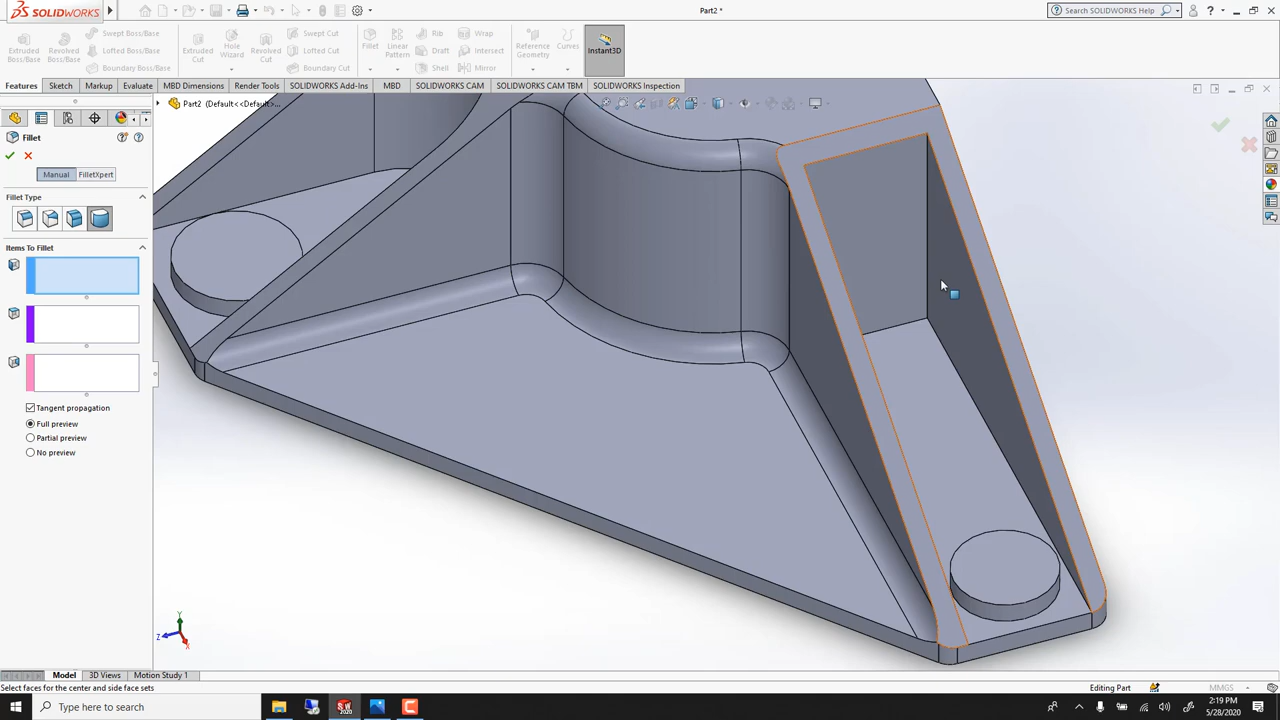 SOLIDWORKS
Part2 *
Search SOLIDWORKS Help
Extruded Boss/Base
Revolved Boss/Base
Swept Boss/Base
Lofted Boss/Base
Boundary Boss/Base
Extruded Cut
Hole Wizard
Revolved Cut
Swept Cut
Lofted Cut
Boundary Cut
Fillet
Linear Pattern
Rib
Draft
Shell
Wrap
Intersect
Mirror
Reference Geometry
Curves
Instant3D
Features Sketch Markup Evaluate MBD Dimensions Render Tools SOLIDWORKS Add-Ins MBD SOLIDWORKS CAM SOLIDWORKS CAM TBM SOLIDWORKS Inspection
Part2 (Default<<Default>...
Fillet
Manual FilletXpert
Fillet Type
Items To Fillet
Tangent propagation
Full preview
Partial preview
No preview
Y
Z
X
Model 3D Views Motion Study 1
Select faces for the center and side face sets
Editing Part
MMGS
Type here to search
SW
2020
2:19 PM
5/28/2020